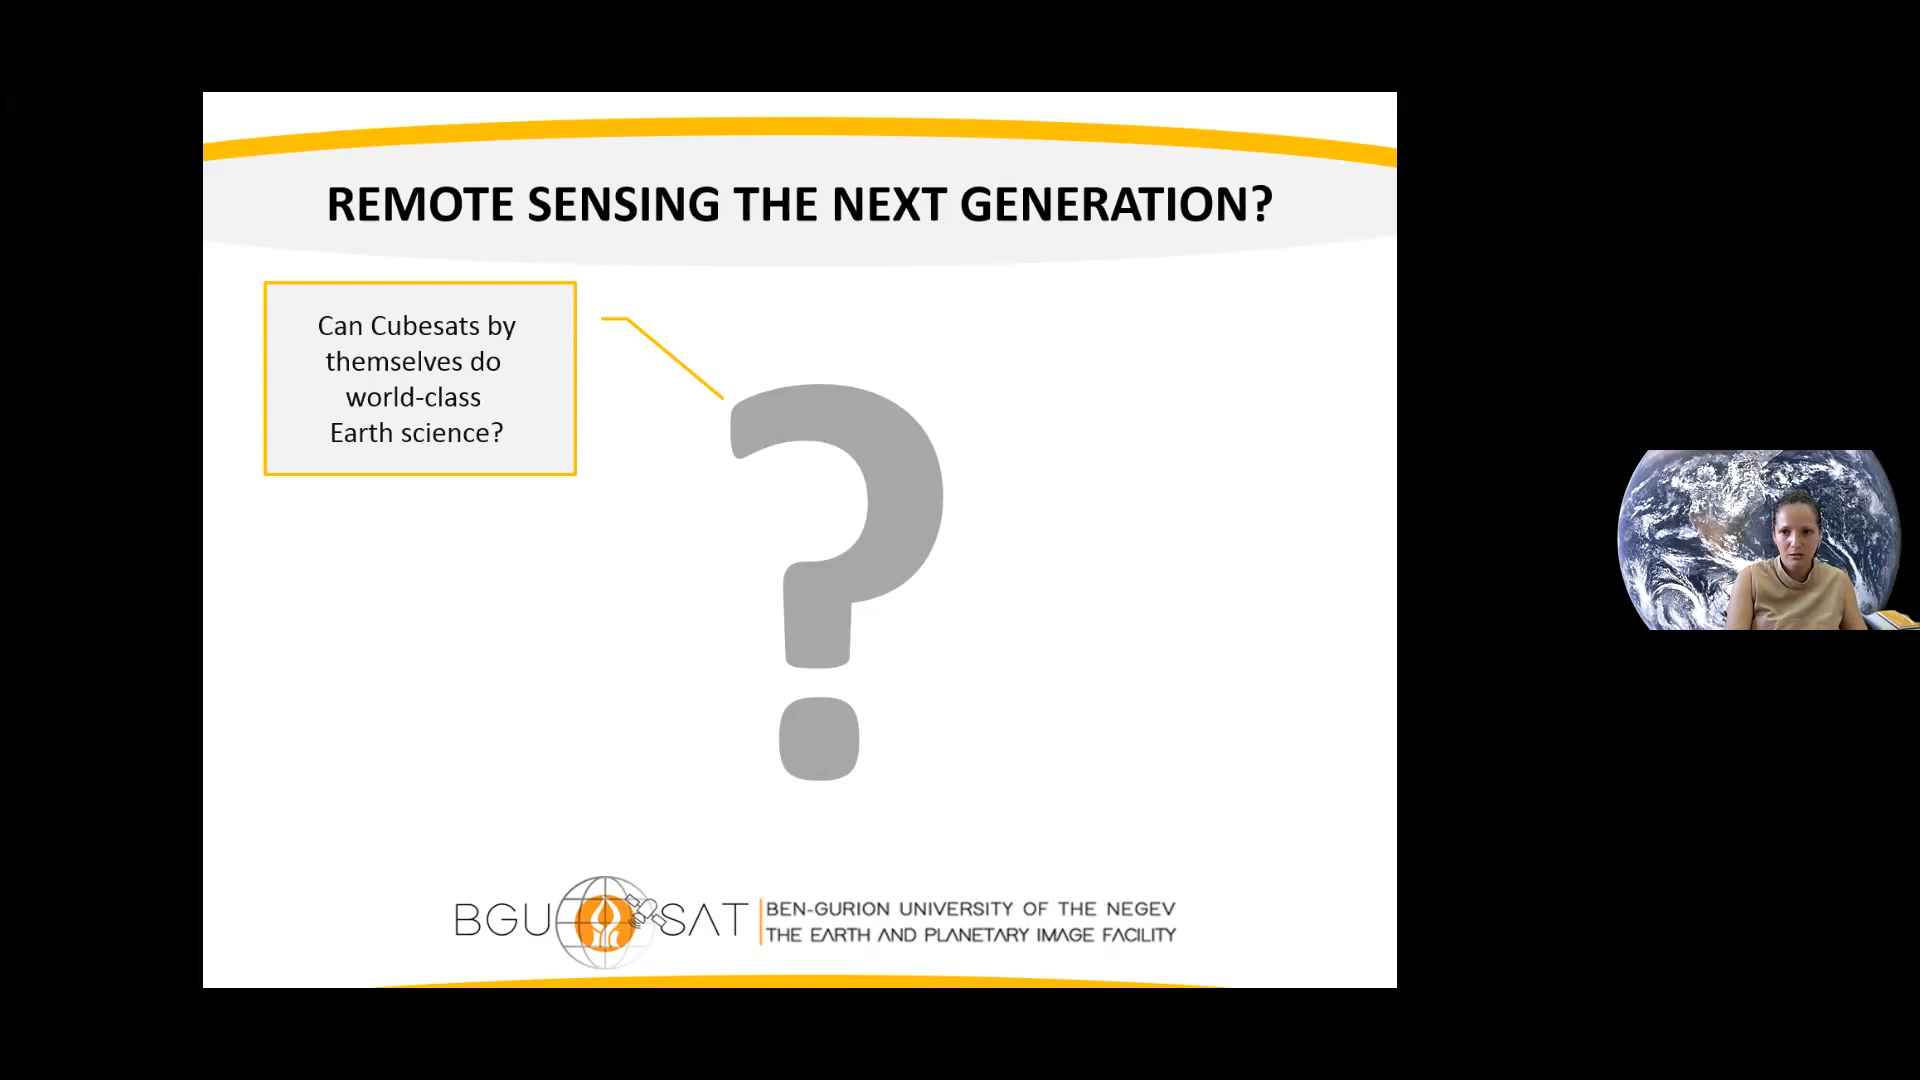 REMOTE SENSING THE NEXT GENERATION?
Can Cubesats by
themselves do
world-class
Earth science?
?
BGU SAT
BEN-GURION UNIVERSITY OF THE NEGEV
THE EARTH AND PLANETARY IMAGE FACILITY